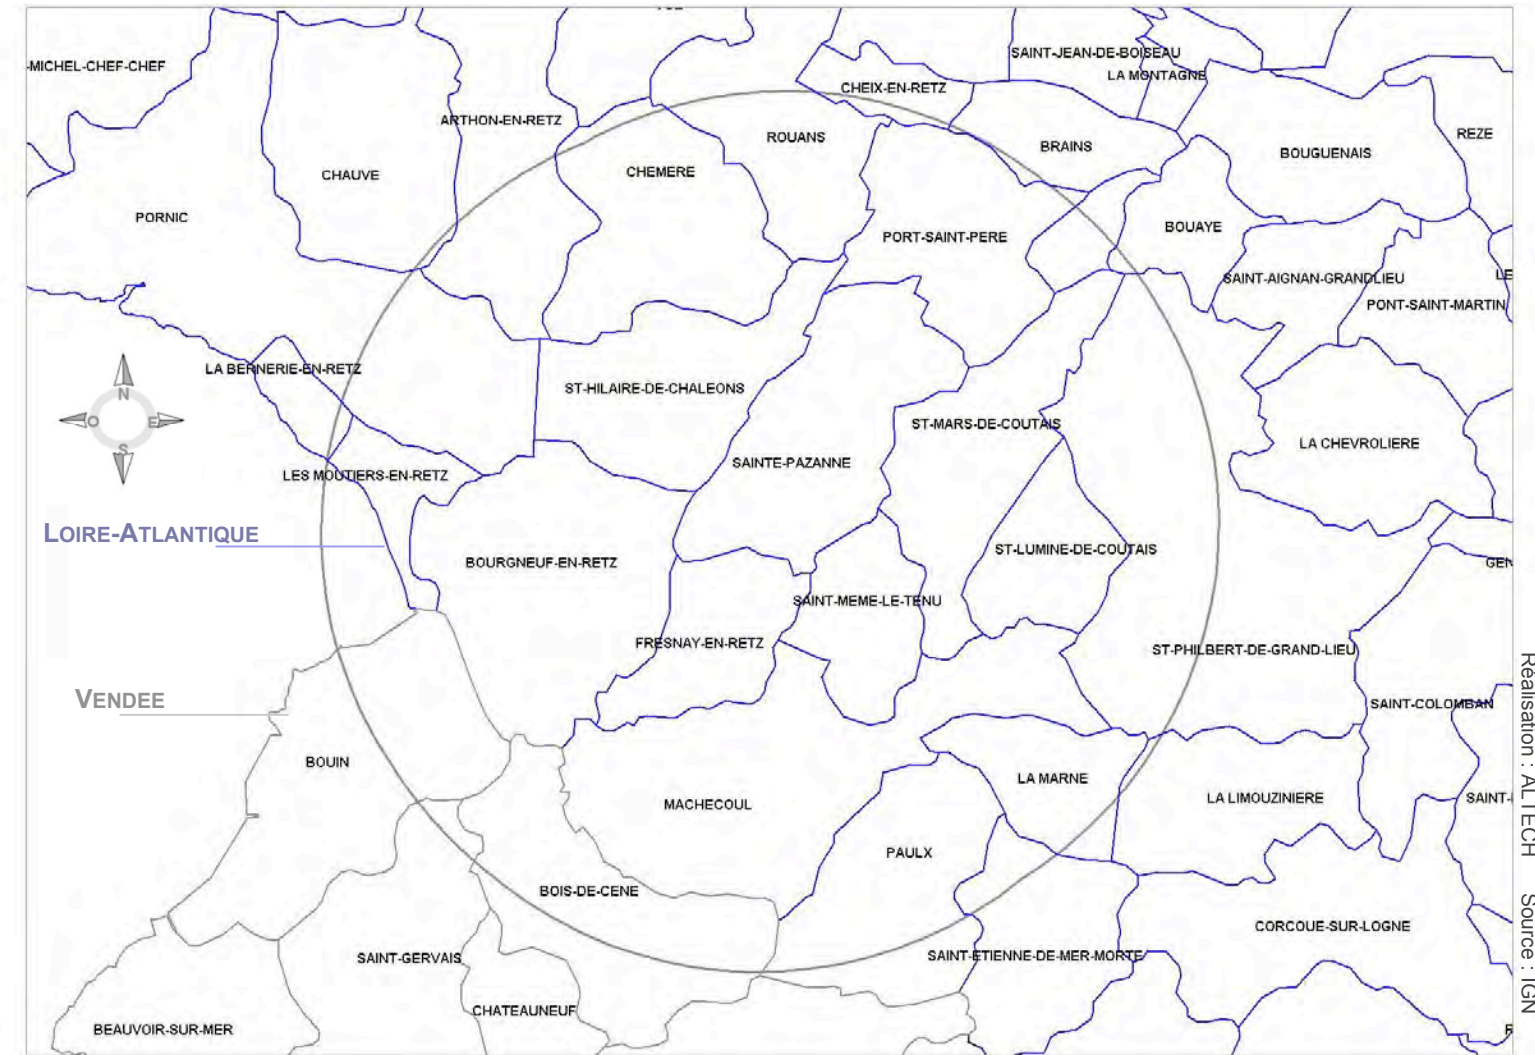 SAINT-JEAN-DE-BOISEAU
-MICHEL-CHEF-CHEF
LA MONTAGNE
CHEIX-EN-RETZ
ARTHON-EN-RETZ
ROUANS
REZE
BRAINS
BOUGUENAIS
CHEMERE
CHAUVE
PORNIC
BOUAYE
PORT-SAINT-PERE
SAINT-AIGNAN-GRANDLIEU
LE
PONT-SAINT-MARTIN
LA BERNERIE-EN-RETZ
ST-HILAIRE-DE-CHALEONS
N
O
E
S
ST-MARS-DE-COUTAIS
LA CHEVROLIERE
SAINTE-PAZANNE
LES MOUTIERS-EN-RETZ
LOIRE-ATLANTIQUE
ST-LUMINE-DE-COUTAIS
BOURGNEUF-EN-RETZ
GEN
SAINT-MEME-LE-TENU
FRESNAY-EN-RETZ
ST-PHILBERT-DE-GRAND-LIEU
VENDEE
SAINT-COLOMBAN
BOUIN
LA MARNE
LA LIMOUZINIERE
SAINT-
MACHECOUL
PAULX
BOIS-DE-CENE
CORCOUE-SUR-LOGNE
SAINT-GERVAIS
SAINT-ETIENNE-DE-MER-MORTE
CHATEAUNEUF
BEAUVOIR-SUR-MER
Réalisation : ALTECH Source : IGN